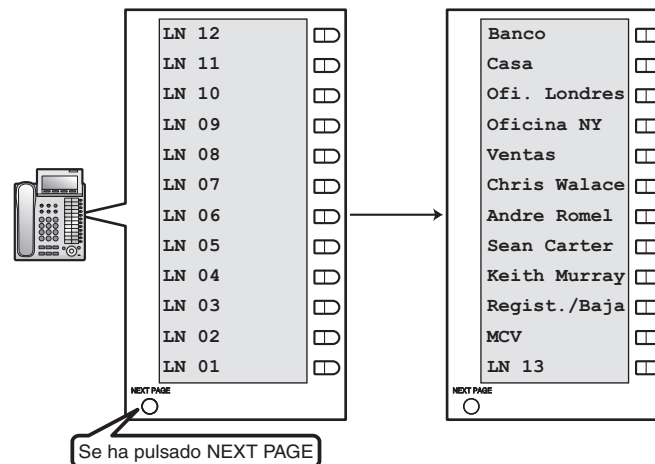 LN 12
LN 11
LN 10
LN 09
LN 08
LN 07
LN 06
LN 05
LN 04
LN 03
LN 02
LN 01
NEXT PAGE
Se ha pulsado NEXT PAGE
Banco
Casa
Ofi. Londres
Oficina NY
Ventas
Chris Walace
Andre Romel
Sean Carter
Keith Murray
Regist./Baja
MCV
LN 13
NEXT PAGE